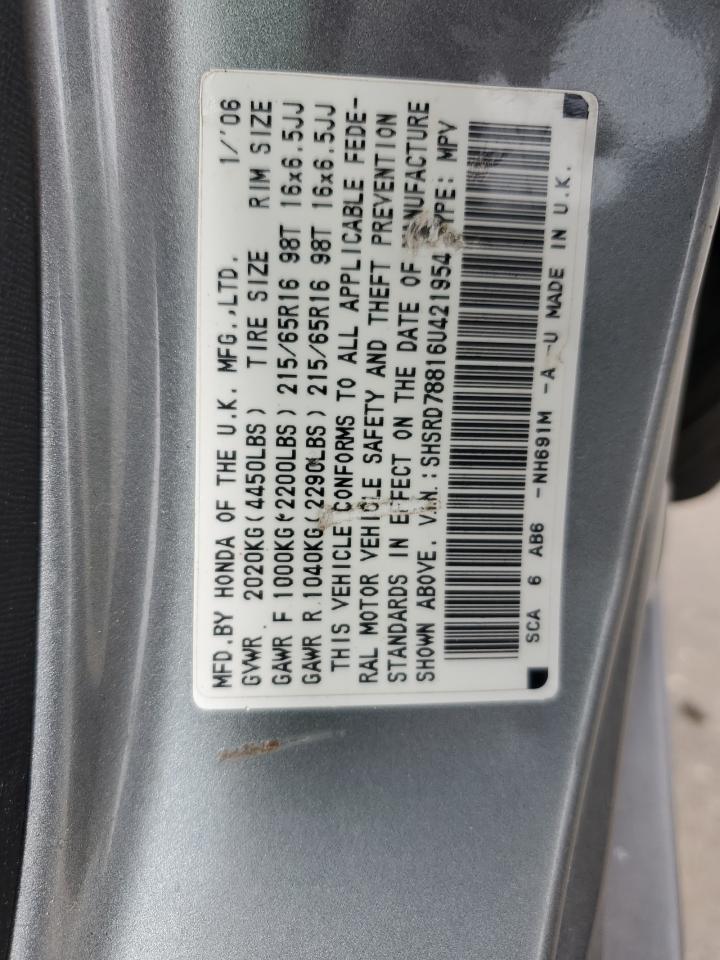 MFD.BY HONDA OF THE U.K. MFG.,LTD. 1/'06
GVWR. 2020KG(4450LBS) TIRE SIZE RIM SIZE
GAWR F 1000KG(2200LBS) 215/65R16 98T 16x6.5JJ
GAWR R.1040KG(2290LBS) 215/65R16 98T 16x6.5JJ
THIS VEHICLE CONFORMS TO ALL APPLICABLE FEDE-
RAL MOTOR VEHICLE SAFETY AND THEFT PREVENTION
STANDARDS IN EFFECT ON THE DATE OF MANUFACTURE
SHOWN ABOVE. V.I.N.:SHSRD78816U421954 TYPE: MPV
SCA 6 AB6 -NH691M -A -U MADE IN U.K.